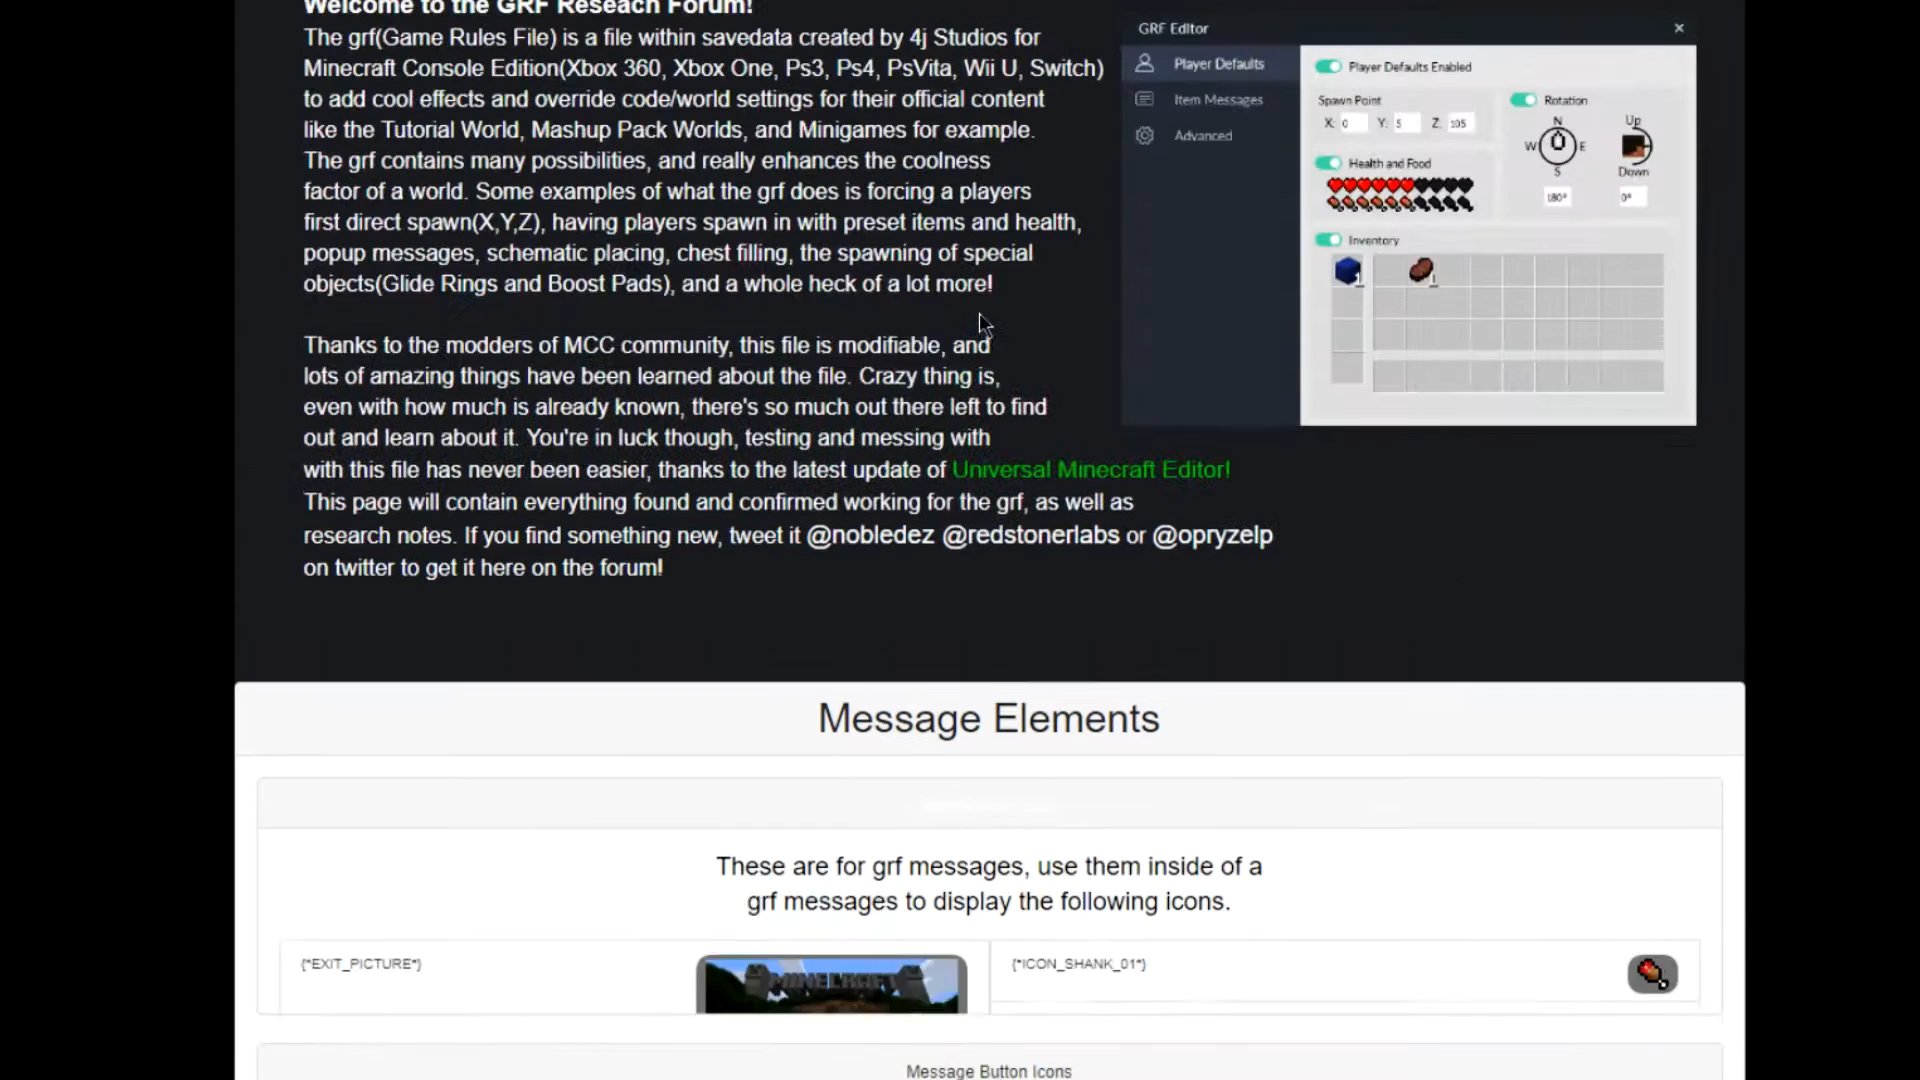 Welcome to the GRF Reseach Forum!
The grf(Game Rules File) is a file within savedata created by 4j Studios for
Minecraft Console Edition(Xbox 360, Xbox One, Ps3, Ps4, PsVita, Wii U, Switch)
to add cool effects and override code/world settings for their official content
like the Tutorial World, Mashup Pack Worlds, and Minigames for example.
The grf contains many possibilities, and really enhances the coolness
factor of a world. Some examples of what the grf does is forcing a players
first direct spawn(X,Y,Z), having players spawn in with preset items and health,
popup messages, schematic placing, chest filling, the spawning of special
objects(Glide Rings and Boost Pads), and a whole heck of a lot more!
Thanks to the modders of MCC community, this file is modifiable, and
lots of amazing things have been learned about the file. Crazy thing is,
even with how much is already known, there's so much out there left to find
out and learn about it. You're in luck though, testing and messing with
with this file has never been easier, thanks to the latest update of Universal Minecraft Editor!
This page will contain everything found and confirmed working for the grf, as well as
research notes. If you find something new, tweet it @nobledez @redstonerlabs or @opryzelp
on twitter to get it here on the forum!
GRF Editor
Player Defaults
Item Messages
Advanced
Player Defaults Enabled
Spawn Point
X: 0 Y: 5 Z: 105
Rotation
N
W E
S
180°
Up
Down
0°
Health and Food
Inventory
1 1
Message Elements
These are for grf messages, use them inside of a
grf messages to display the following icons.
{*EXIT_PICTURE*}
MINECRAFT
{*ICON_SHANK_01*}
Message Button Icons